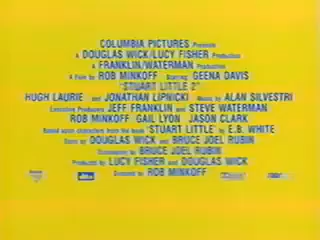 COLUMBIA PICTURES Presents
A DOUGLAS WICK/LUCY FISHER Production
A FRANKLIN/WATERMAN Production
A Film by ROB MINKOFF Starring GEENA DAVIS
"STUART LITTLE 2"
HUGH LAURIE and JONATHAN LIPNICKI Music by ALAN SILVESTRI
Executive Producers JEFF FRANKLIN and STEVE WATERMAN
ROB MINKOFF GAIL LYON JASON CLARK
Based upon characters from the book "STUART LITTLE" by E.B. WHITE
Story by DOUGLAS WICK and BRUCE JOEL RUBIN
Screenplay by BRUCE JOEL RUBIN
Produced by LUCY FISHER and DOUGLAS WICK
Directed by ROB MINKOFF
dts